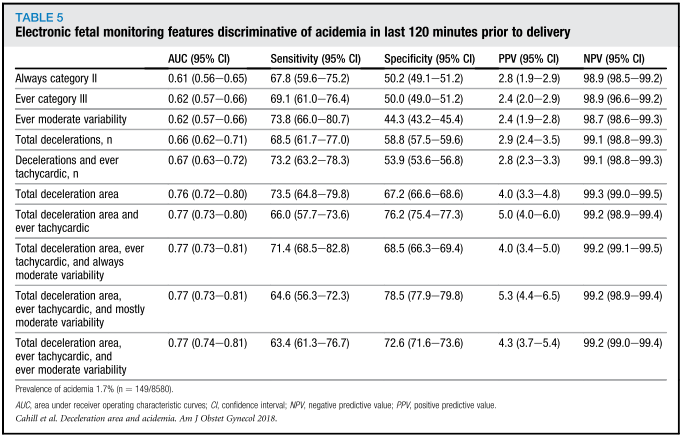 TABLE 5
Electronic fetal monitoring features discriminative of acidemia in last 120 minutes prior to delivery
AUC (95% CI) Sensitivity (95% CI) Specificity (95% CI) PPV (95% CI) NPV (95% CI)
Always category II 0.61 (0.56–0.65) 67.8 (59.6–75.2) 50.2 (49.1–51.2) 2.8 (1.9–2.9) 98.9 (98.5–99.2)
Ever category III 0.62 (0.57–0.66) 69.1 (61.0–76.4) 50.0 (49.0–51.2) 2.4 (2.0–2.9) 98.9 (96.6–99.2)
Ever moderate variability 0.62 (0.57–0.66) 73.8 (66.0–80.7) 44.3 (43.2–45.4) 2.4 (1.9–2.8) 98.7 (98.6–99.3)
Total decelerations, n 0.66 (0.62–0.71) 68.5 (61.7–77.0) 58.8 (57.5–59.6) 2.9 (2.4–3.5) 99.1 (98.8–99.3)
Decelerations and ever 0.67 (0.63–0.72) 73.2 (63.2–78.3) 53.9 (53.6–56.8) 2.8 (2.3–3.3) 99.1 (98.8–99.3)
tachycardic, n
Total deceleration area 0.76 (0.72–0.80) 73.5 (64.8–79.8) 67.2 (66.6–68.6) 4.0 (3.3–4.8) 99.3 (99.0–99.5)
Total deceleration area and 0.77 (0.73–0.80) 66.0 (57.7–73.6) 76.2 (75.4–77.3) 5.0 (4.0–6.0) 99.2 (98.9–99.4)
ever tachycardic
Total deceleration area, ever 0.77 (0.73–0.81) 71.4 (68.5–82.8) 68.5 (66.3–69.4) 4.0 (3.4–5.0) 99.2 (99.1–99.5)
tachycardic, and always
moderate variability
Total deceleration area, 0.77 (0.73–0.81) 64.6 (56.3–72.3) 78.5 (77.9–79.8) 5.3 (4.4–6.5) 99.2 (98.9–99.4)
ever tachycardic, and mostly
moderate variability
Total deceleration area, 0.77 (0.74–0.81) 63.4 (61.3–76.7) 72.6 (71.6–73.6) 4.3 (3.7–5.4) 99.2 (99.0–99.4)
ever tachycardic, and
ever moderate variability
Prevalence of acidemia 1.7% (n = 149/8580).
AUC, area under receiver operating characteristic curves; CI, confidence interval; NPV, negative predictive value; PPV, positive predictive value.
Cahill et al. Deceleration area and acidemia. Am J Obstet Gynecol 2018.